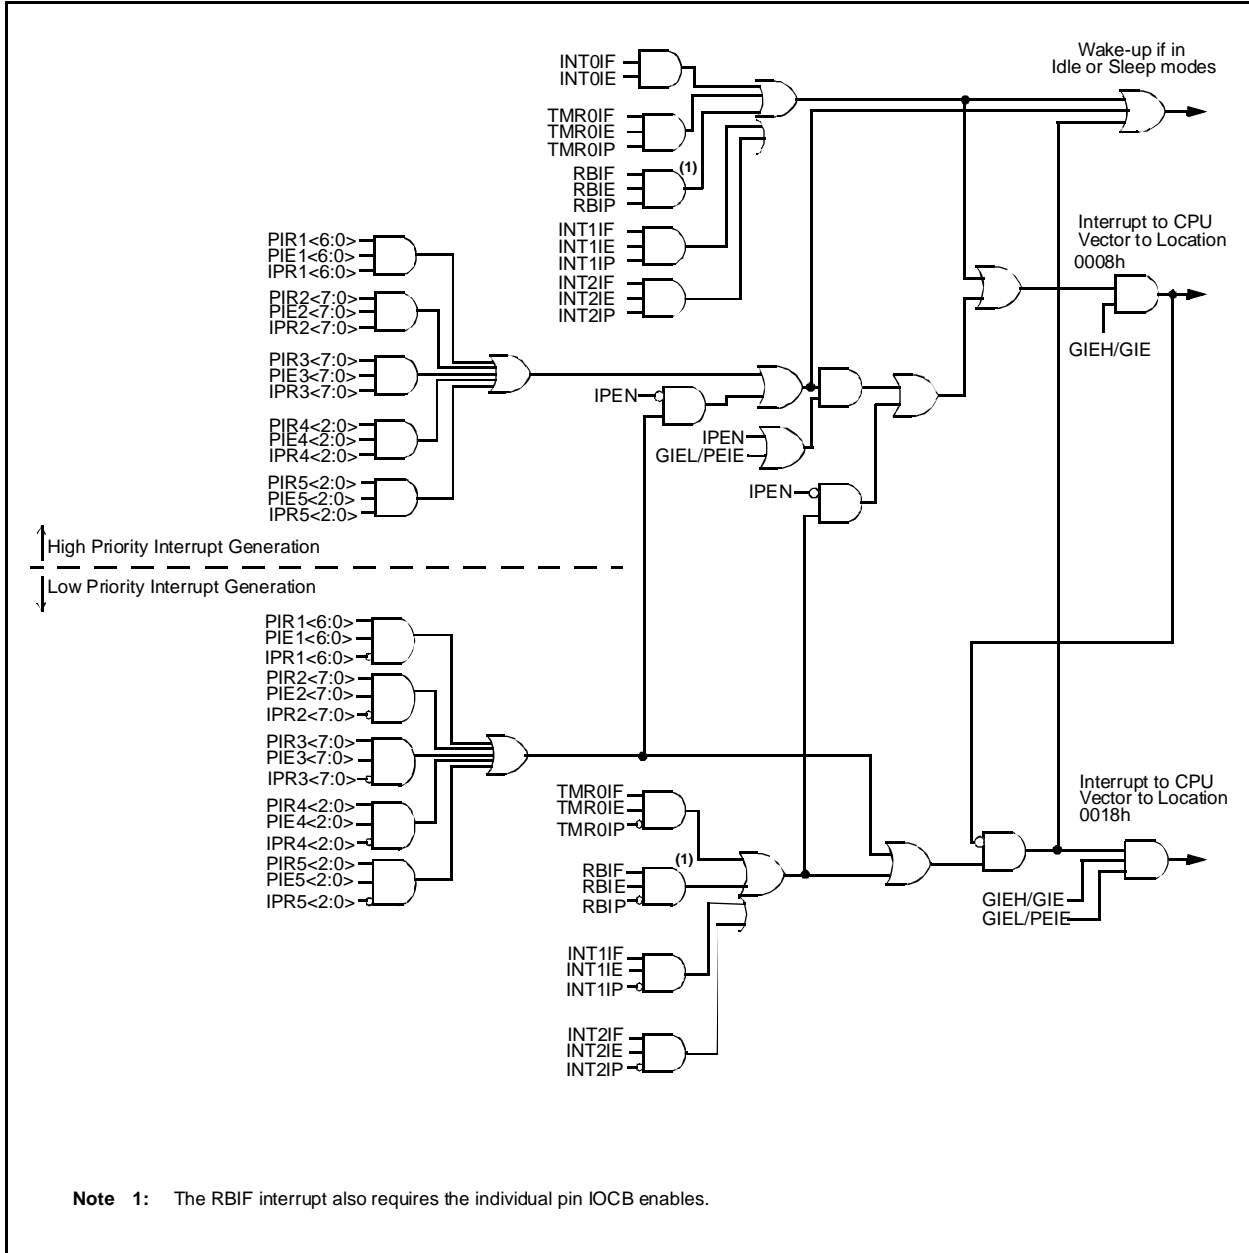 Wake-up if in
Idle or Sleep modes
INT0IF
INT0IE
TMR0IF
TMR0IE
TMR0IP
(1)
RBIF
RBIE
RBIP
INT1IF
INT1IE
INT1IP
INT2IF
INT2IE
INT2IP
Interrupt to CPU
Vector to Location
0008h
GIEH/GIE
PIR1<6:0>
PIE1<6:0>
IPR1<6:0>
PIR2<7:0>
PIE2<7:0>
IPR2<7:0>
PIR3<7:0>
PIE3<7:0>
IPR3<7:0>
PIR4<2:0>
PIE4<2:0>
IPR4<2:0>
PIR5<2:0>
PIE5<2:0>
IPR5<2:0>
IPEN
IPEN
GIEL/PEIE
IPEN
High Priority Interrupt Generation
Low Priority Interrupt Generation
PIR1<6:0>
PIE1<6:0>
IPR1<6:0>
PIR2<7:0>
PIE2<7:0>
IPR2<7:0>
PIR3<7:0>
PIE3<7:0>
IPR3<7:0>
PIR4<2:0>
PIE4<2:0>
IPR4<2:0>
PIR5<2:0>
PIE5<2:0>
IPR5<2:0>
TMR0IF
TMR0IE
TMR0IP
(1)
RBIF
RBIE
RBIP
INT1IF
INT1IE
INT1IP
INT2IF
INT2IE
INT2IP
Interrupt to CPU
Vector to Location
0018h
GIEH/GIE
GIEL/PEIE
Note 1: The RBIF interrupt also requires the individual pin IOCB enables.